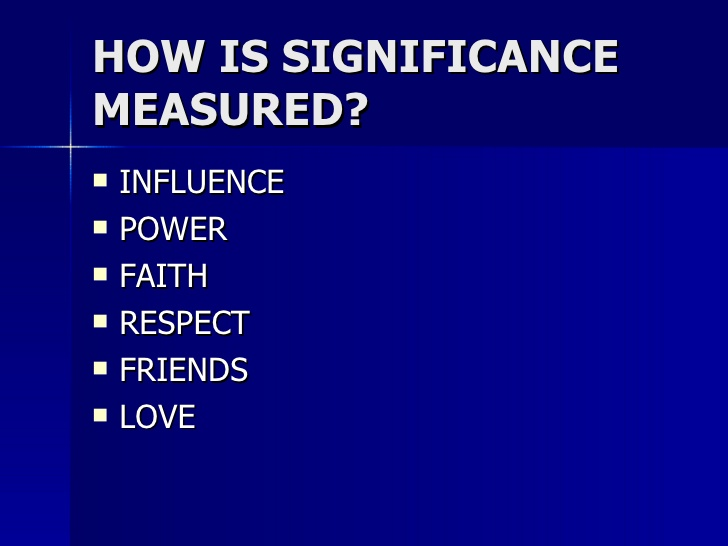 HOW IS SIGNIFICANCE
MEASURED?
INFLUENCE
POWER
FAITH
RESPECT
FRIENDS
LOVE